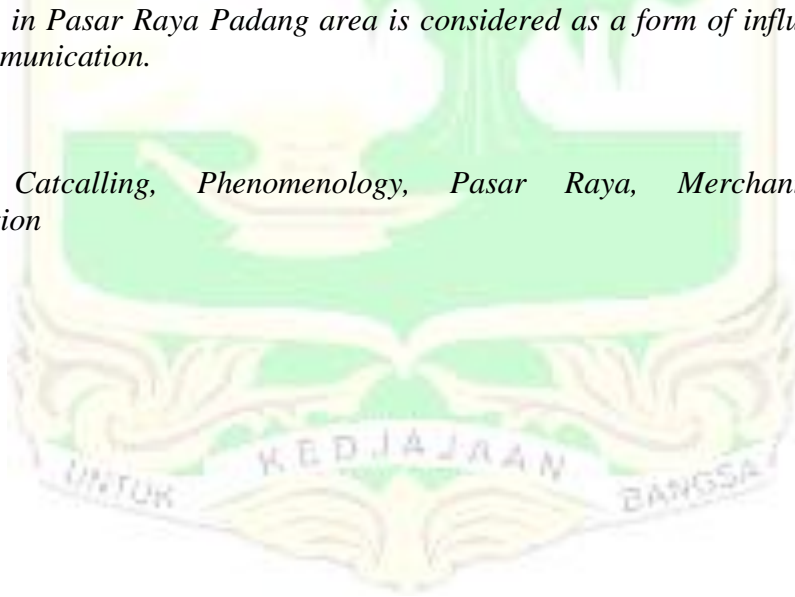 in Pasar Raya Padang area is considered as a form of influ
munication.
Catcalling, Phenomenology, Pasar Raya, Merchan
ion
UNTUK KEDJAJAAN BANGSA